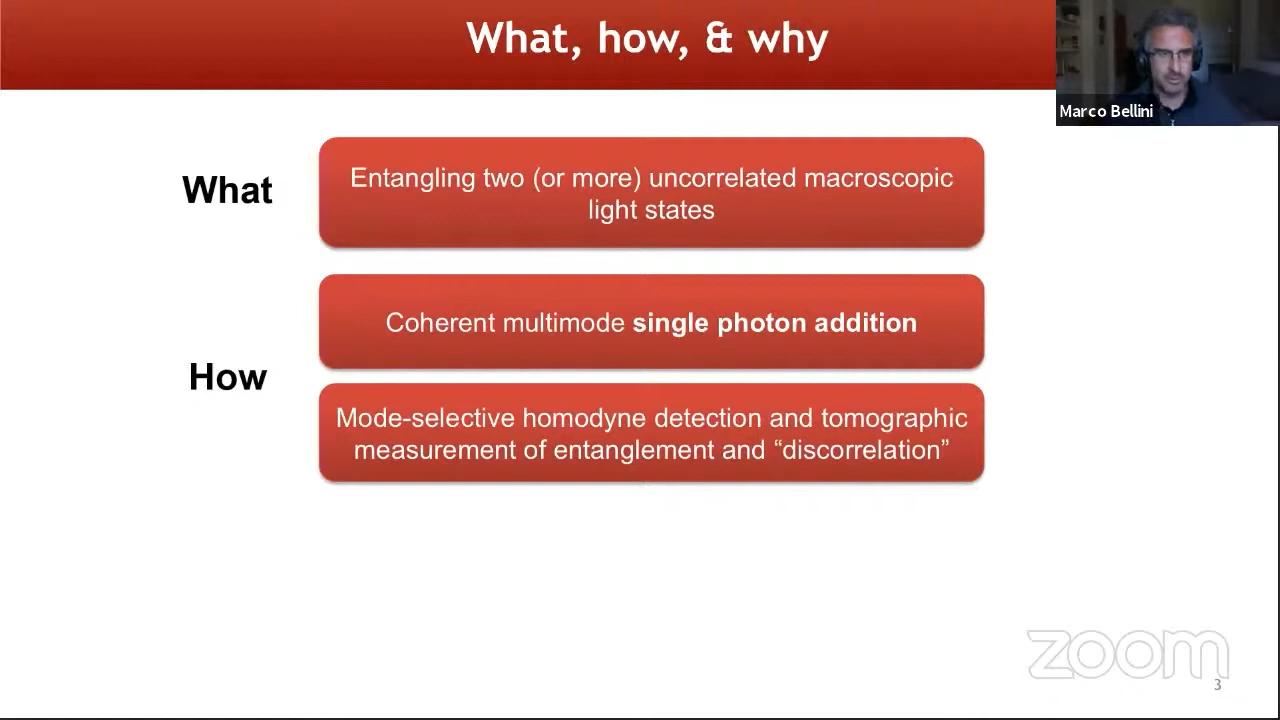 What, how, & why
Marco Bellini
What
Entangling two (or more) uncorrelated macroscopic
light states
How
Coherent multimode single photon addition
Mode-selective homodyne detection and tomographic
measurement of entanglement and “discorrelation”
zoom
3